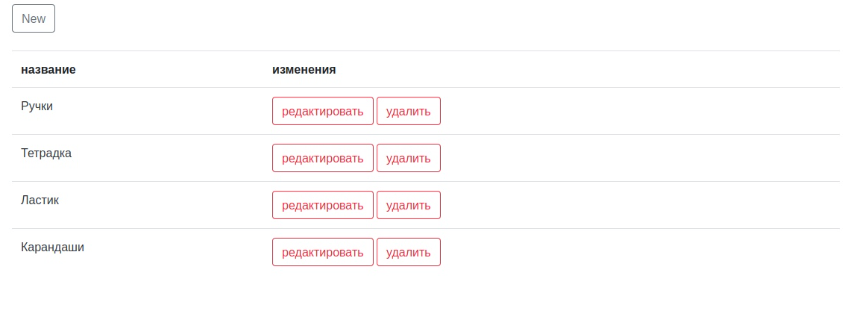 New
название изменения
Ручки редактировать удалить
Тетрадка редактировать удалить
Ластик редактировать удалить
Карандаши редактировать удалить